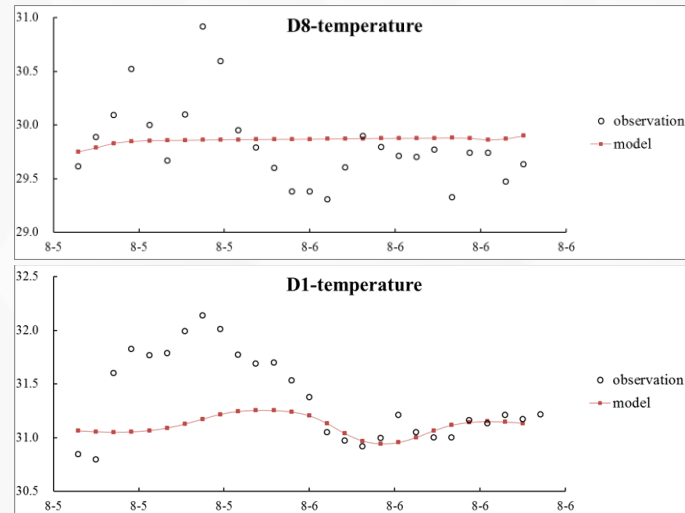 D8-temperature
31.0
30.5
30.0
29.5
29.0
8-5 8-5 8-5 8-6 8-6 8-6 8-6
observation
model
D1-temperature
32.5
32.0
31.5
31.0
30.5
8-5 8-5 8-5 8-6 8-6 8-6 8-6
observation
model